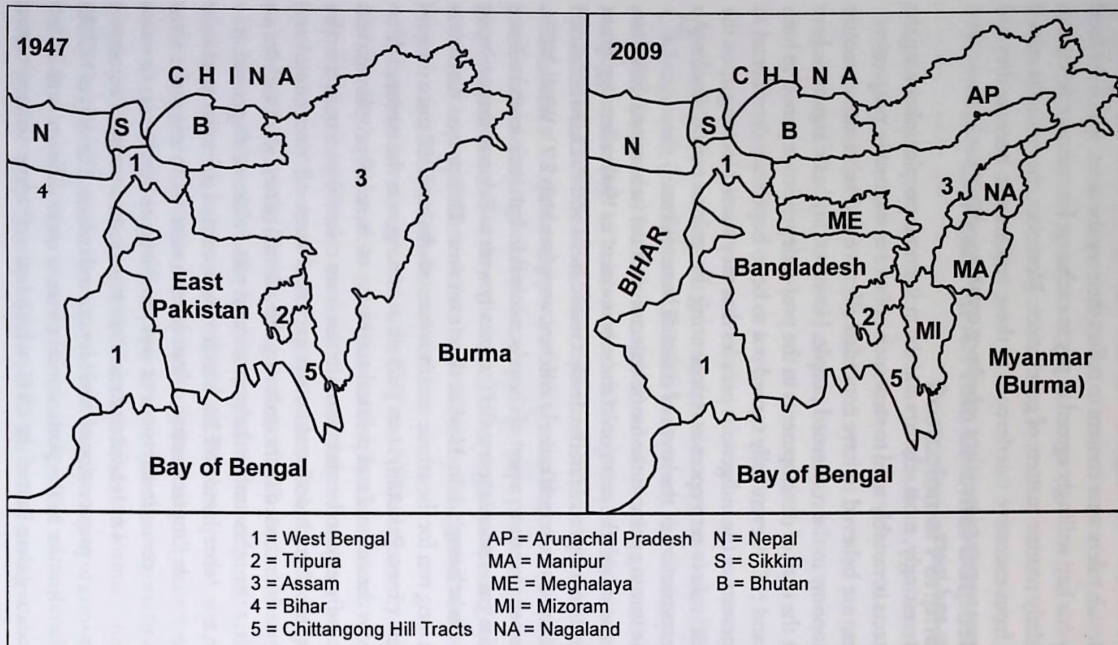 1947
C H I N A
N
S
B
1
4
3
East
Pakistan
2
1
5
Burma
Bay of Bengal
2009
C H I N A
AP
N
S
B
1
3
NA
ME
BIHAR
Bangladesh
MA
2
MI
1
5
Myanmar
(Burma)
Bay of Bengal
1 = West Bengal
2 = Tripura
3 = Assam
4 = Bihar
5 = Chittangong Hill Tracts
AP = Arunachal Pradesh
MA = Manipur
ME = Meghalaya
MI = Mizoram
NA = Nagaland
N = Nepal
S = Sikkim
B = Bhutan